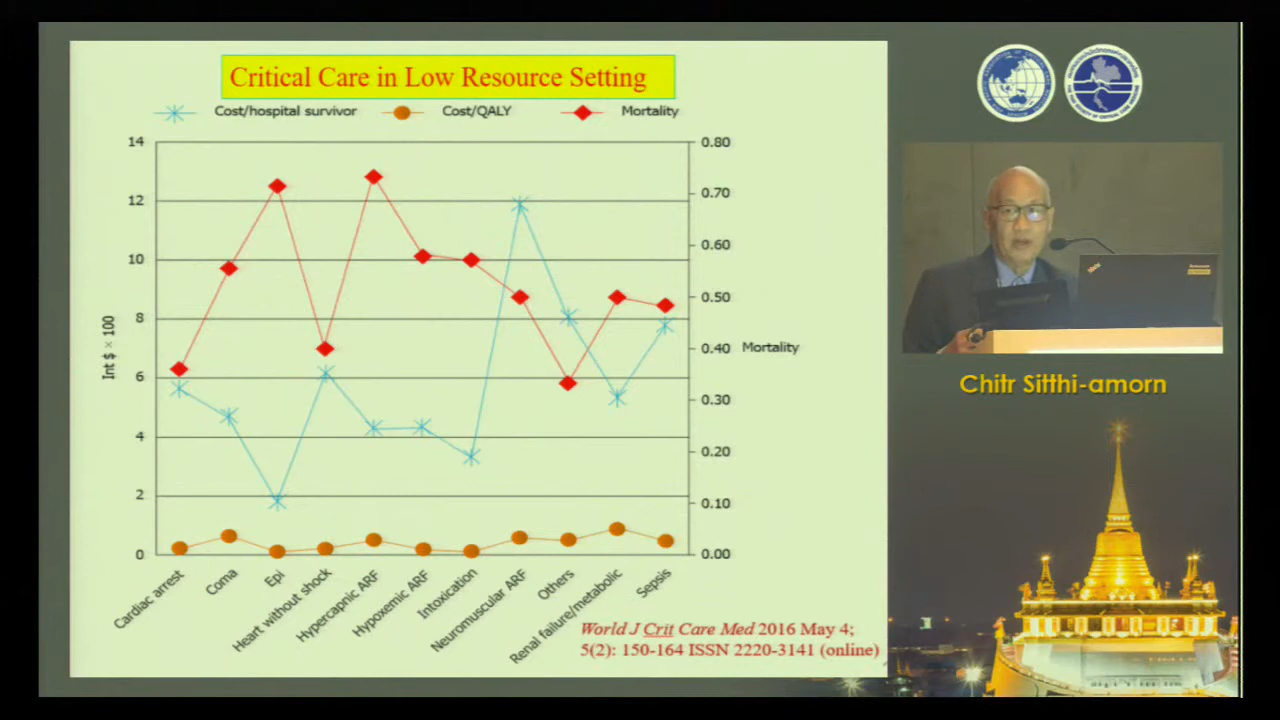 Critical Care in Low Resource Setting
Cost/hospital survivor Cost/QALY Mortality
14
12
10
8
6
4
2
0
Int $ × 100
0.80
0.70
0.60
0.50
0.40
0.30
0.20
0.10
0.00
Mortality
Cardiac arrest
Coma
Epi
Heart without shock
Hypercapnic ARF
Hypoxemic ARF
Intoxication
Neuromuscular ARF
Others
Renal failure/metabolic
Sepsis
World J Crit Care Med 2016 May 4;
5(2): 150-164 ISSN 2220-3141 (online)
Chitr Sitthi-amorn